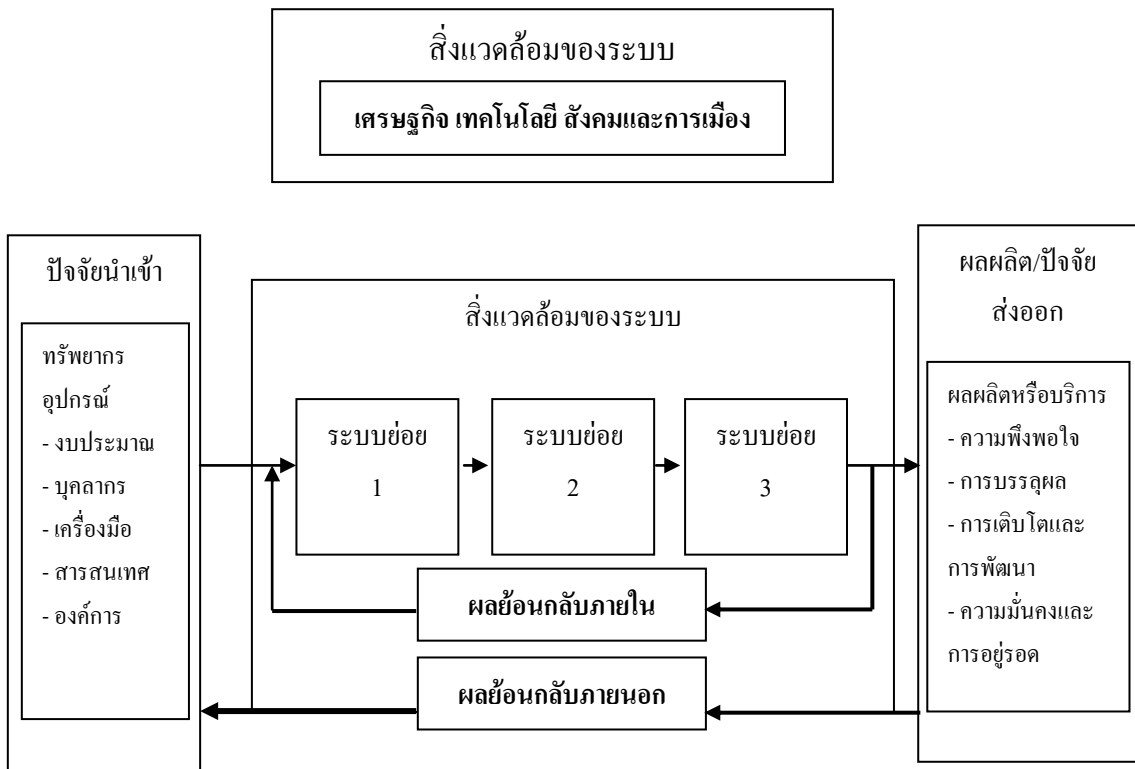 สิ่งแวดล้อมของระบบ
เศรษฐกิจ เทคโนโลยี สังคมและการเมือง
ปัจจัยนำเข้า
ทรัพยากร
อุปกรณ์
- งบประมาณ
- บุคลากร
- เครื่องมือ
- สารสนเทศ
- องค์การ
สิ่งแวดล้อมของระบบ
ระบบย่อย
1
ระบบย่อย
2
ระบบย่อย
3
ผลย้อนกลับภายใน
ผลย้อนกลับภายนอก
ผลผลิต/ปัจจัย
ส่งออก
ผลผลิตหรือบริการ
- ความพึงพอใจ
- การบรรลุผล
- การเติบโตและ
การพัฒนา
- ความมั่นคงและ
การอยู่รอด